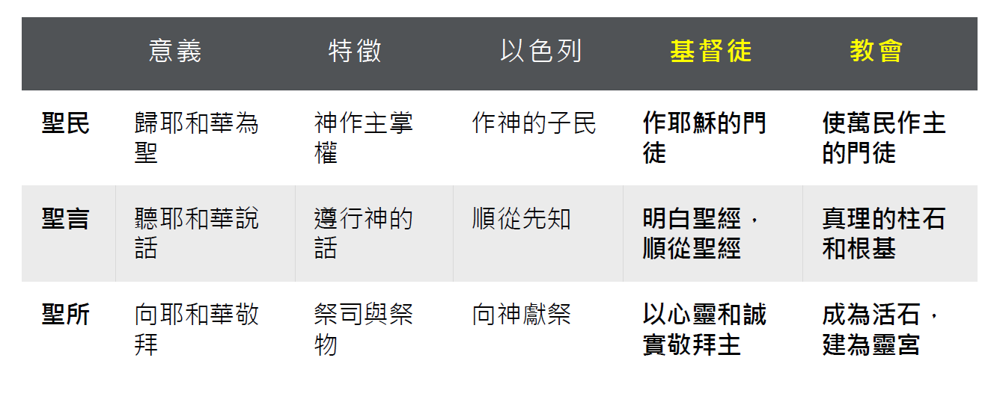 意義 特徵 以色列 基督徒 教會
聖民 歸耶和華為聖 神作主掌權 作神的子民 作耶穌的門徒 使萬民作主的門徒
聖言 聽耶和華說話 遵行神的話 順從先知 明白聖經，順從聖經 真理的柱石和根基
聖所 向耶和華敬拜 祭司與祭物 向神獻祭 以心靈和誠實敬拜主 成為活石，建為靈宮